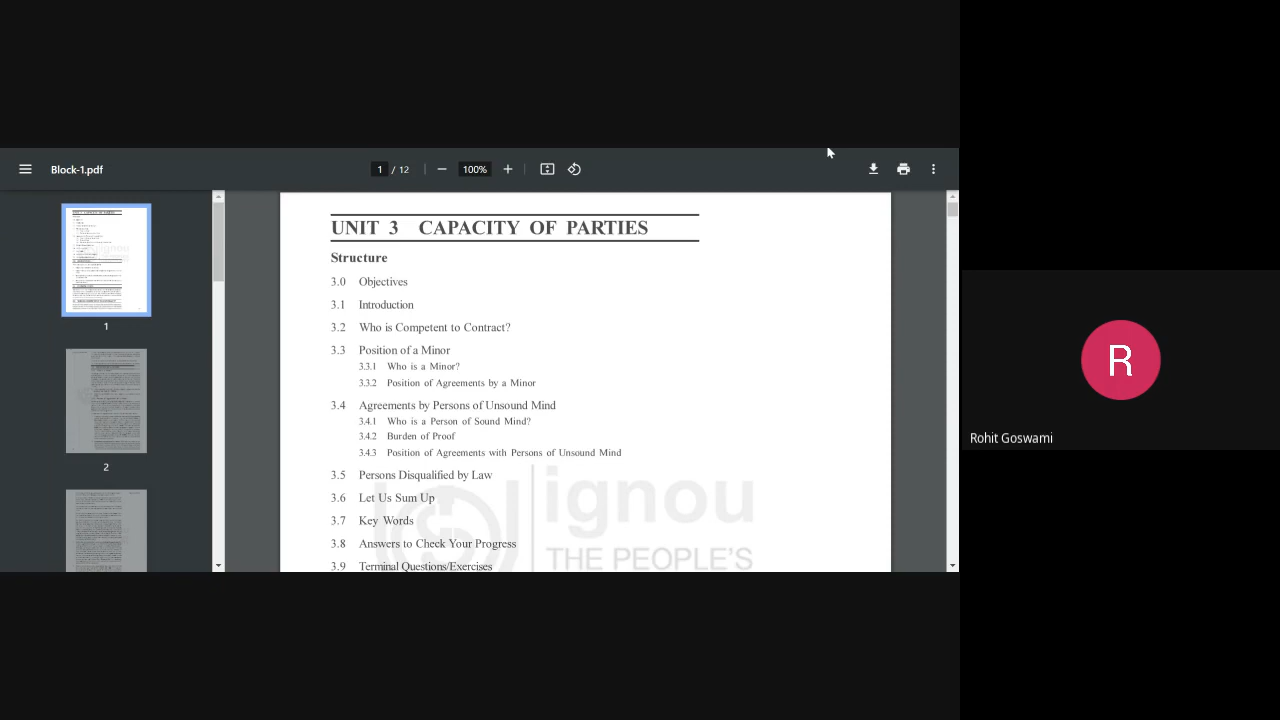 Block-1.pdf
1 / 12
100%
UNIT 3 CAPACITY OF PARTIES
Structure
3.0 Objectives
3.1 Introduction
3.2 Who is Competent to Contract?
3.3 Position of a Minor
3.3.1 Who is a Minor?
3.3.2 Position of Agreements by a Minor
3.4 Agreements by Persons of Unsound Mind
3.4.1 Who is a Person of Sound Mind?
3.4.2 Burden of Proof
3.4.3 Position of Agreements with Persons of Unsound Mind
3.5 Persons Disqualified by Law
3.6 Let Us Sum Up
3.7 Key Words
3.8 Answers to Check Your Progress
3.9 Terminal Questions/Exercises
ignou
THE PEOPLE'S
1
2
R
Rohit Goswami